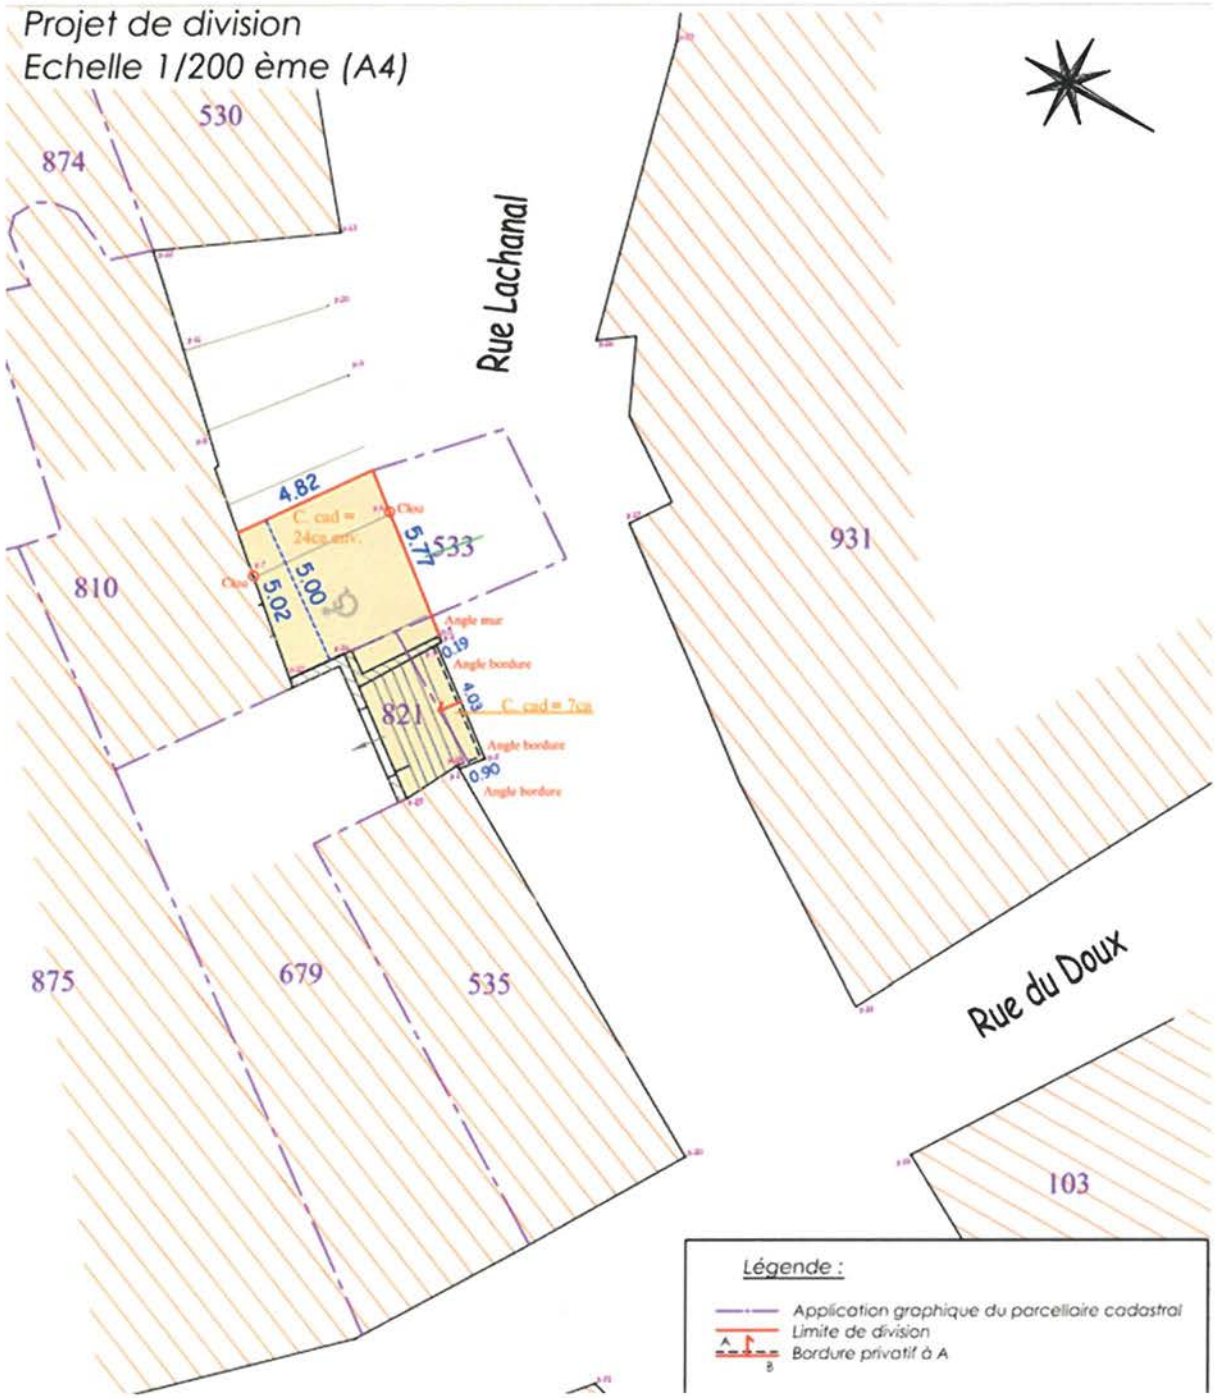 Projet de division
Echelle 1/200 ème (A4)
530
874
Rue Lachanal
4.82
C. cad =
24ca env.
Clou
5.77
533
931
810
Clou
5.02
5.00
Angle mur
0.19
Angle bordure
4.03
821
C. cad = 7ca
Angle bordure
0.90
Angle bordure
875
679
535
Rue du Doux
103
Légende :
Application graphique du parcellaire cadastral
Limite de division
A
Bordure privatif à A
B